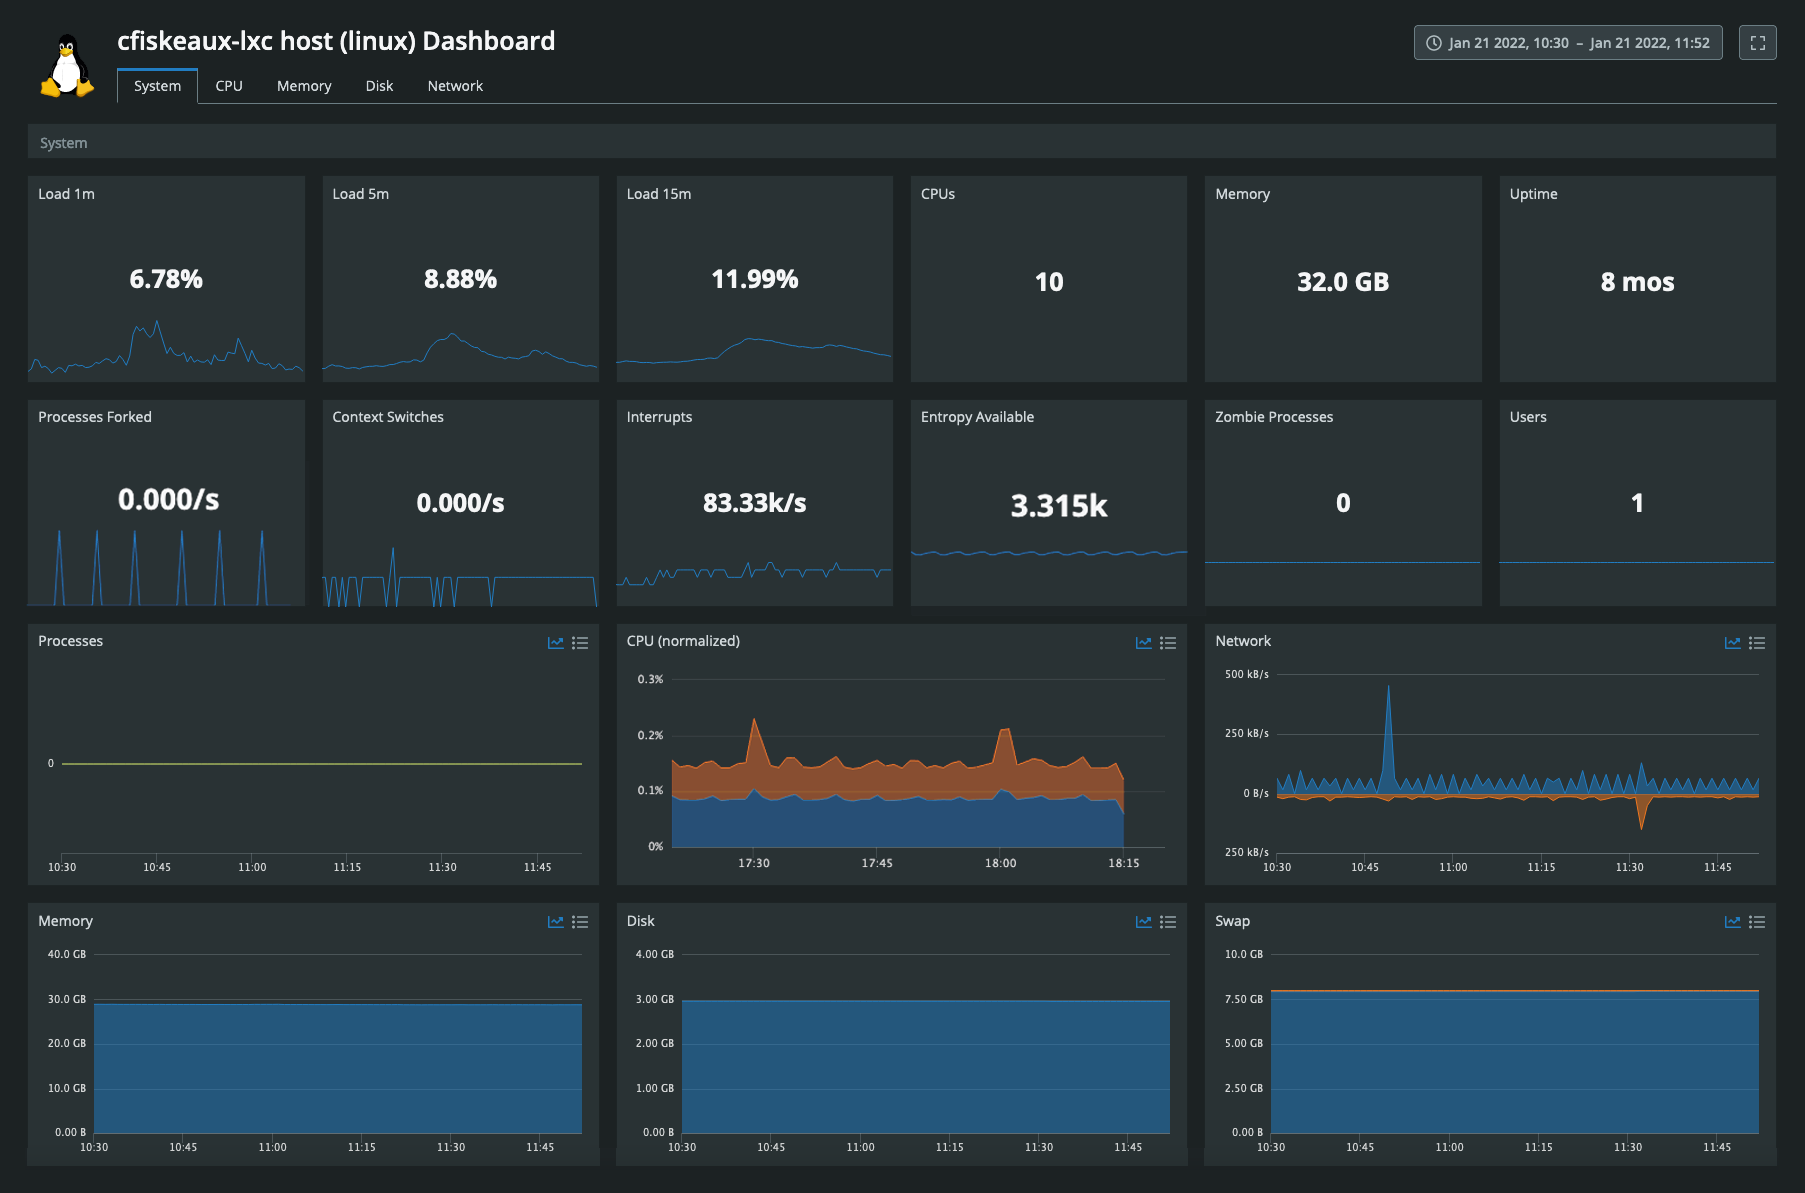 cfiskeaux-lxc host (linux) Dashboard
Jan 21 2022, 10:30 – Jan 21 2022, 11:52
System CPU Memory Disk Network
System
Load 1m
6.78%
Load 5m
8.88%
Load 15m
11.99%
CPUs
10
Memory
32.0 GB
Uptime
8 mos
Processes Forked
0.000/s
Context Switches
0.000/s
Interrupts
83.33k/s
Entropy Available
3.315k
Zombie Processes
0
Users
1
Processes
0
10:30 10:45 11:00 11:15 11:30 11:45
CPU (normalized)
0.3%
0.2%
0.1%
0%
17:30 17:45 18:00 18:15
Network
500 kB/s
250 kB/s
0 B/s
250 kB/s
10:30 10:45 11:00 11:15 11:30 11:45
Memory
40.0 GB
30.0 GB
20.0 GB
10.0 GB
0.00 B
10:30 10:45 11:00 11:15 11:30 11:45
Disk
4.00 GB
3.00 GB
2.00 GB
1.00 GB
0.00 B
10:30 10:45 11:00 11:15 11:30 11:45
Swap
10.0 GB
7.50 GB
5.00 GB
2.50 GB
0.00 B
10:30 10:45 11:00 11:15 11:30 11:45